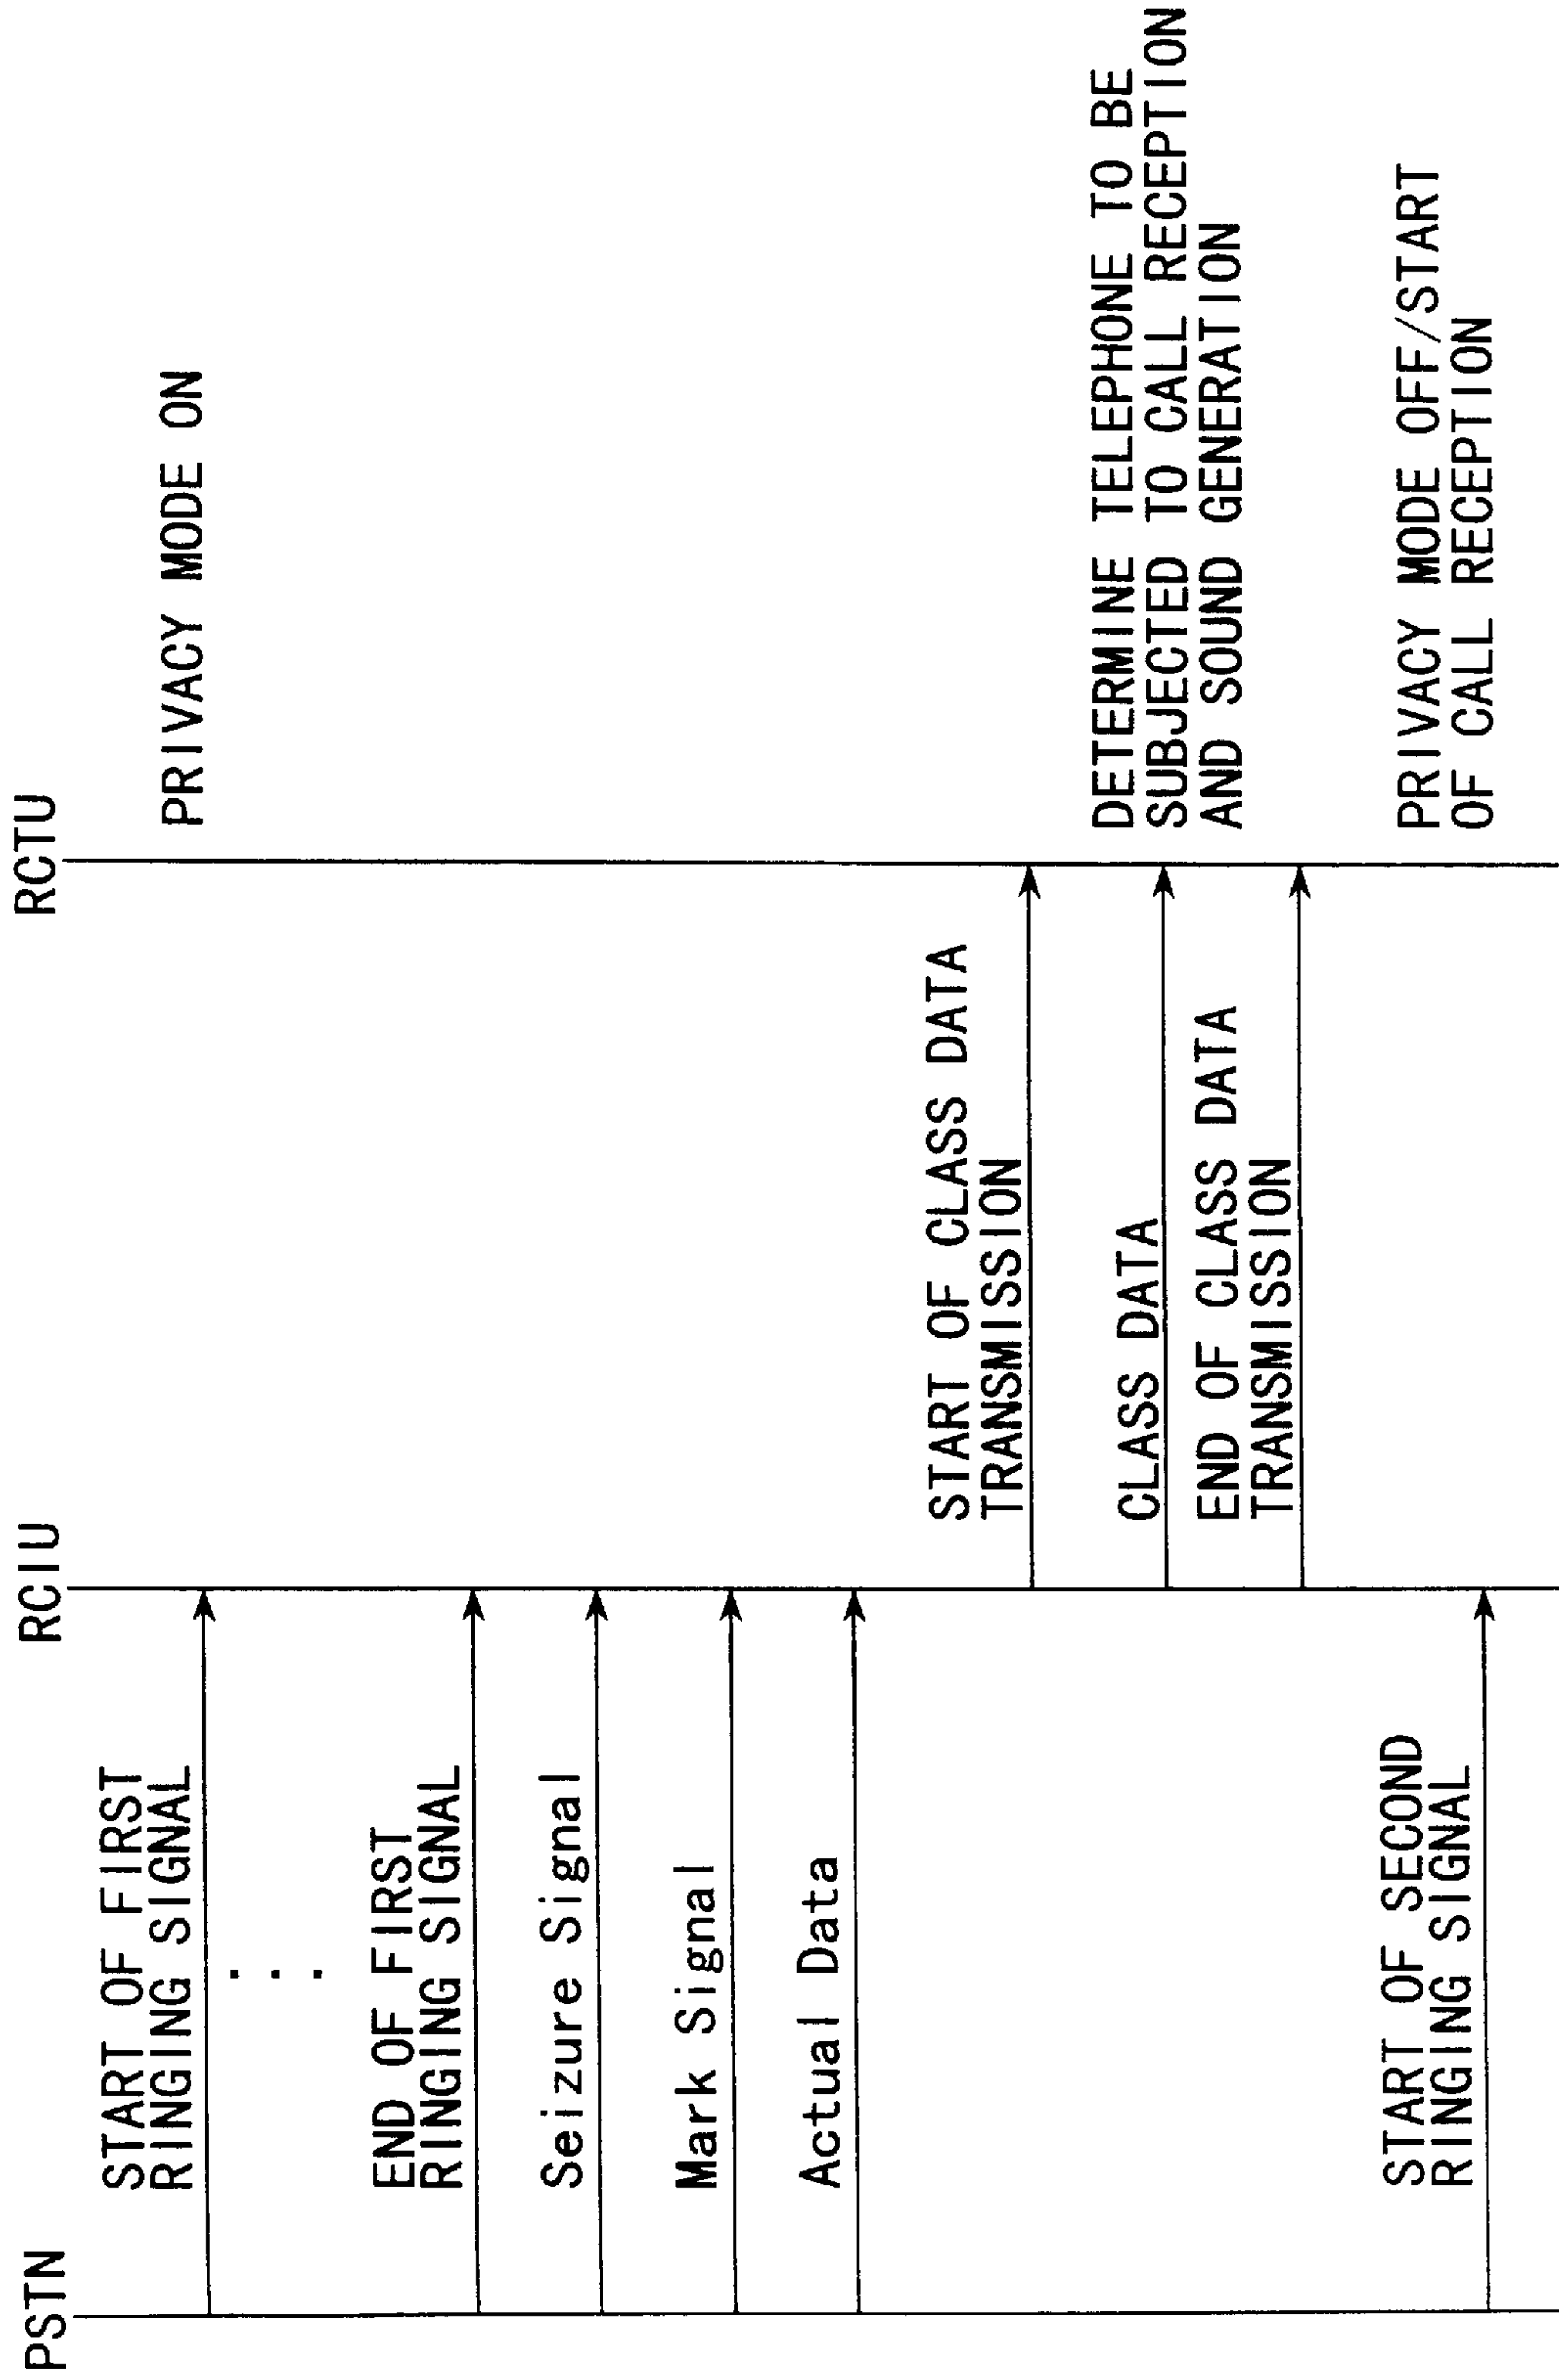 PSTN
RCIU
RCTU
START OF FIRST
RINGING SIGNAL
PRIVACY MODE ON
END OF FIRST
RINGING SIGNAL
Seizure Signal
Mark Signal
Actual Data
START OF CLASS DATA
TRANSMISSION
CLASS DATA
DETERMINE TELEPHONE TO BE
SUBJECTED TO CALL RECEPTION
AND SOUND GENERATION
END OF CLASS DATA
TRANSMISSION
START OF SECOND
RINGING SIGNAL
PRIVACY MODE OFF/START
OF CALL RECEPTION